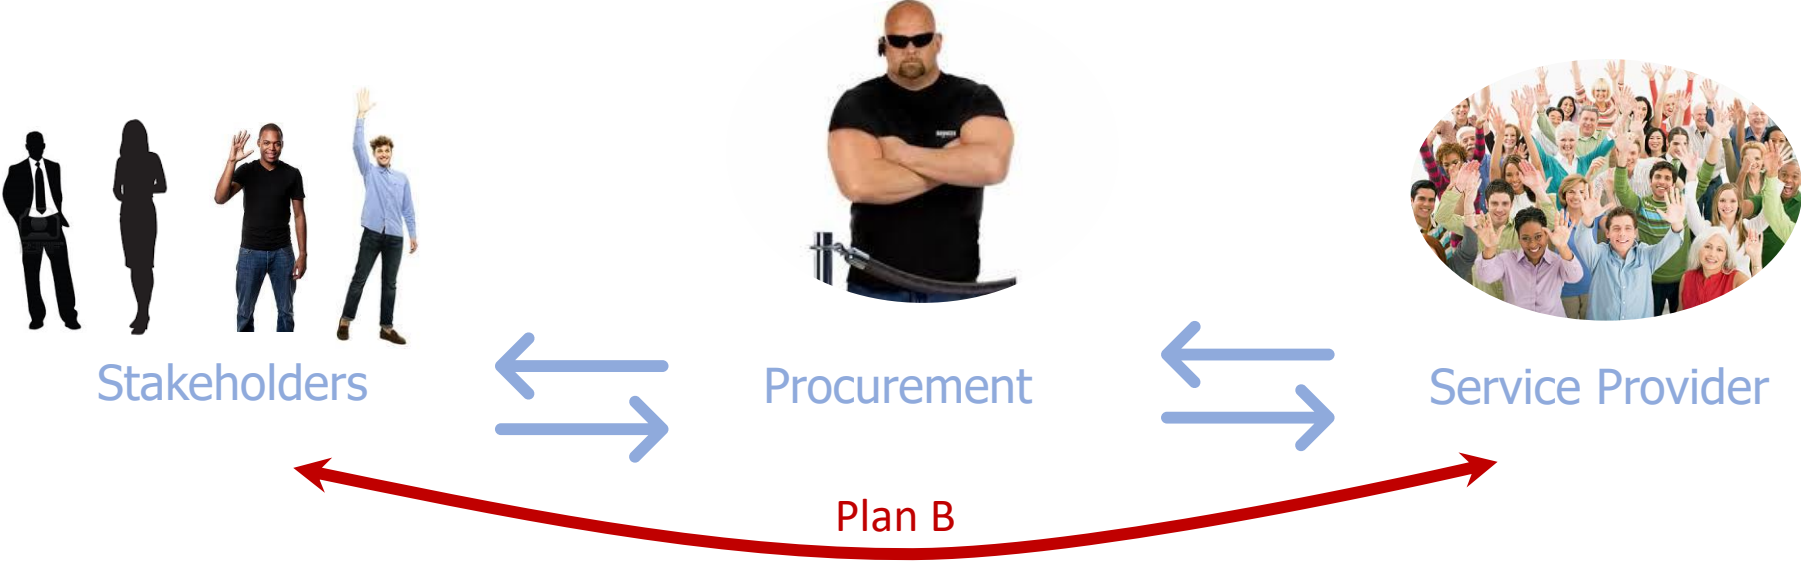 Stakeholders
Procurement
Service Provider
Plan B